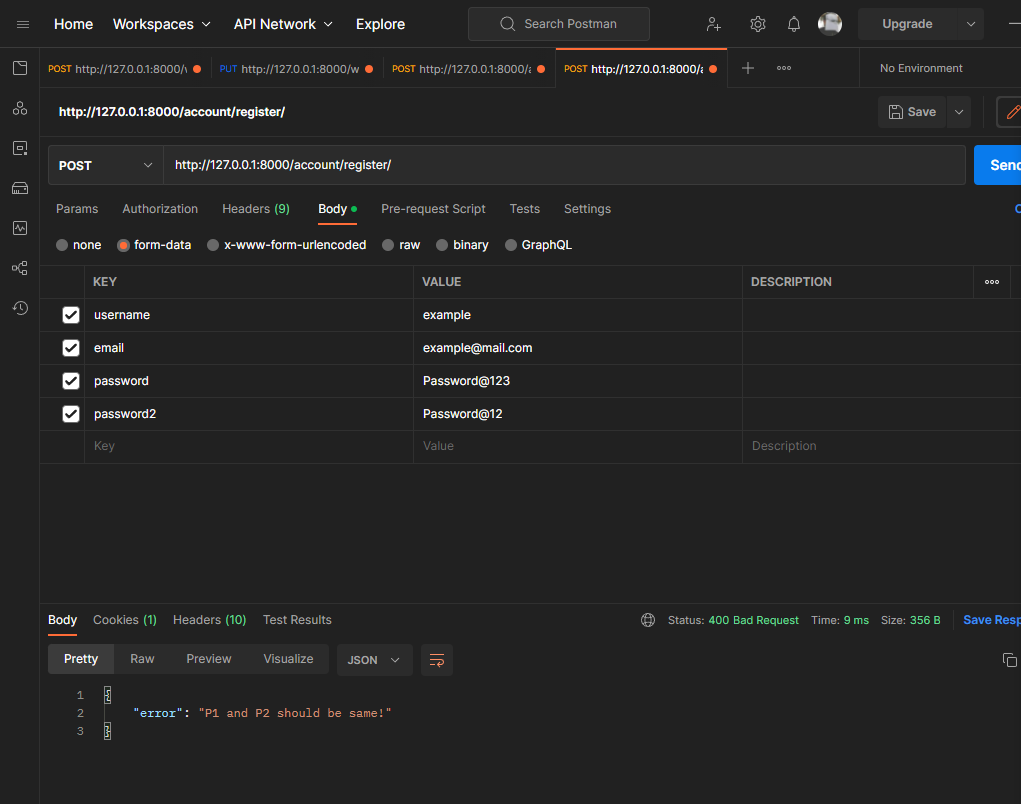 Home Workspaces API Network Explore Search Postman Upgrade
POST http://127.0.0.1:8000/ PUT http://127.0.0.1:8000/w POST http://127.0.0.1:8000/a POST http://127.0.0.1:8000/a No Environment
http://127.0.0.1:8000/account/register/ Save
POST http://127.0.0.1:8000/account/register/ Send
Params Authorization Headers (9) Body Pre-request Script Tests Settings
none form-data x-www-form-urlencoded raw binary GraphQL
KEY VALUE DESCRIPTION
username example
email example@mail.com
password Password@123
password2 Password@12
Key Value Description
Body Cookies (1) Headers (10) Test Results Status: 400 Bad Request Time: 9 ms Size: 356 B Save Resp
Pretty Raw Preview Visualize JSON
1 {
2 "error": "P1 and P2 should be same!"
3 }